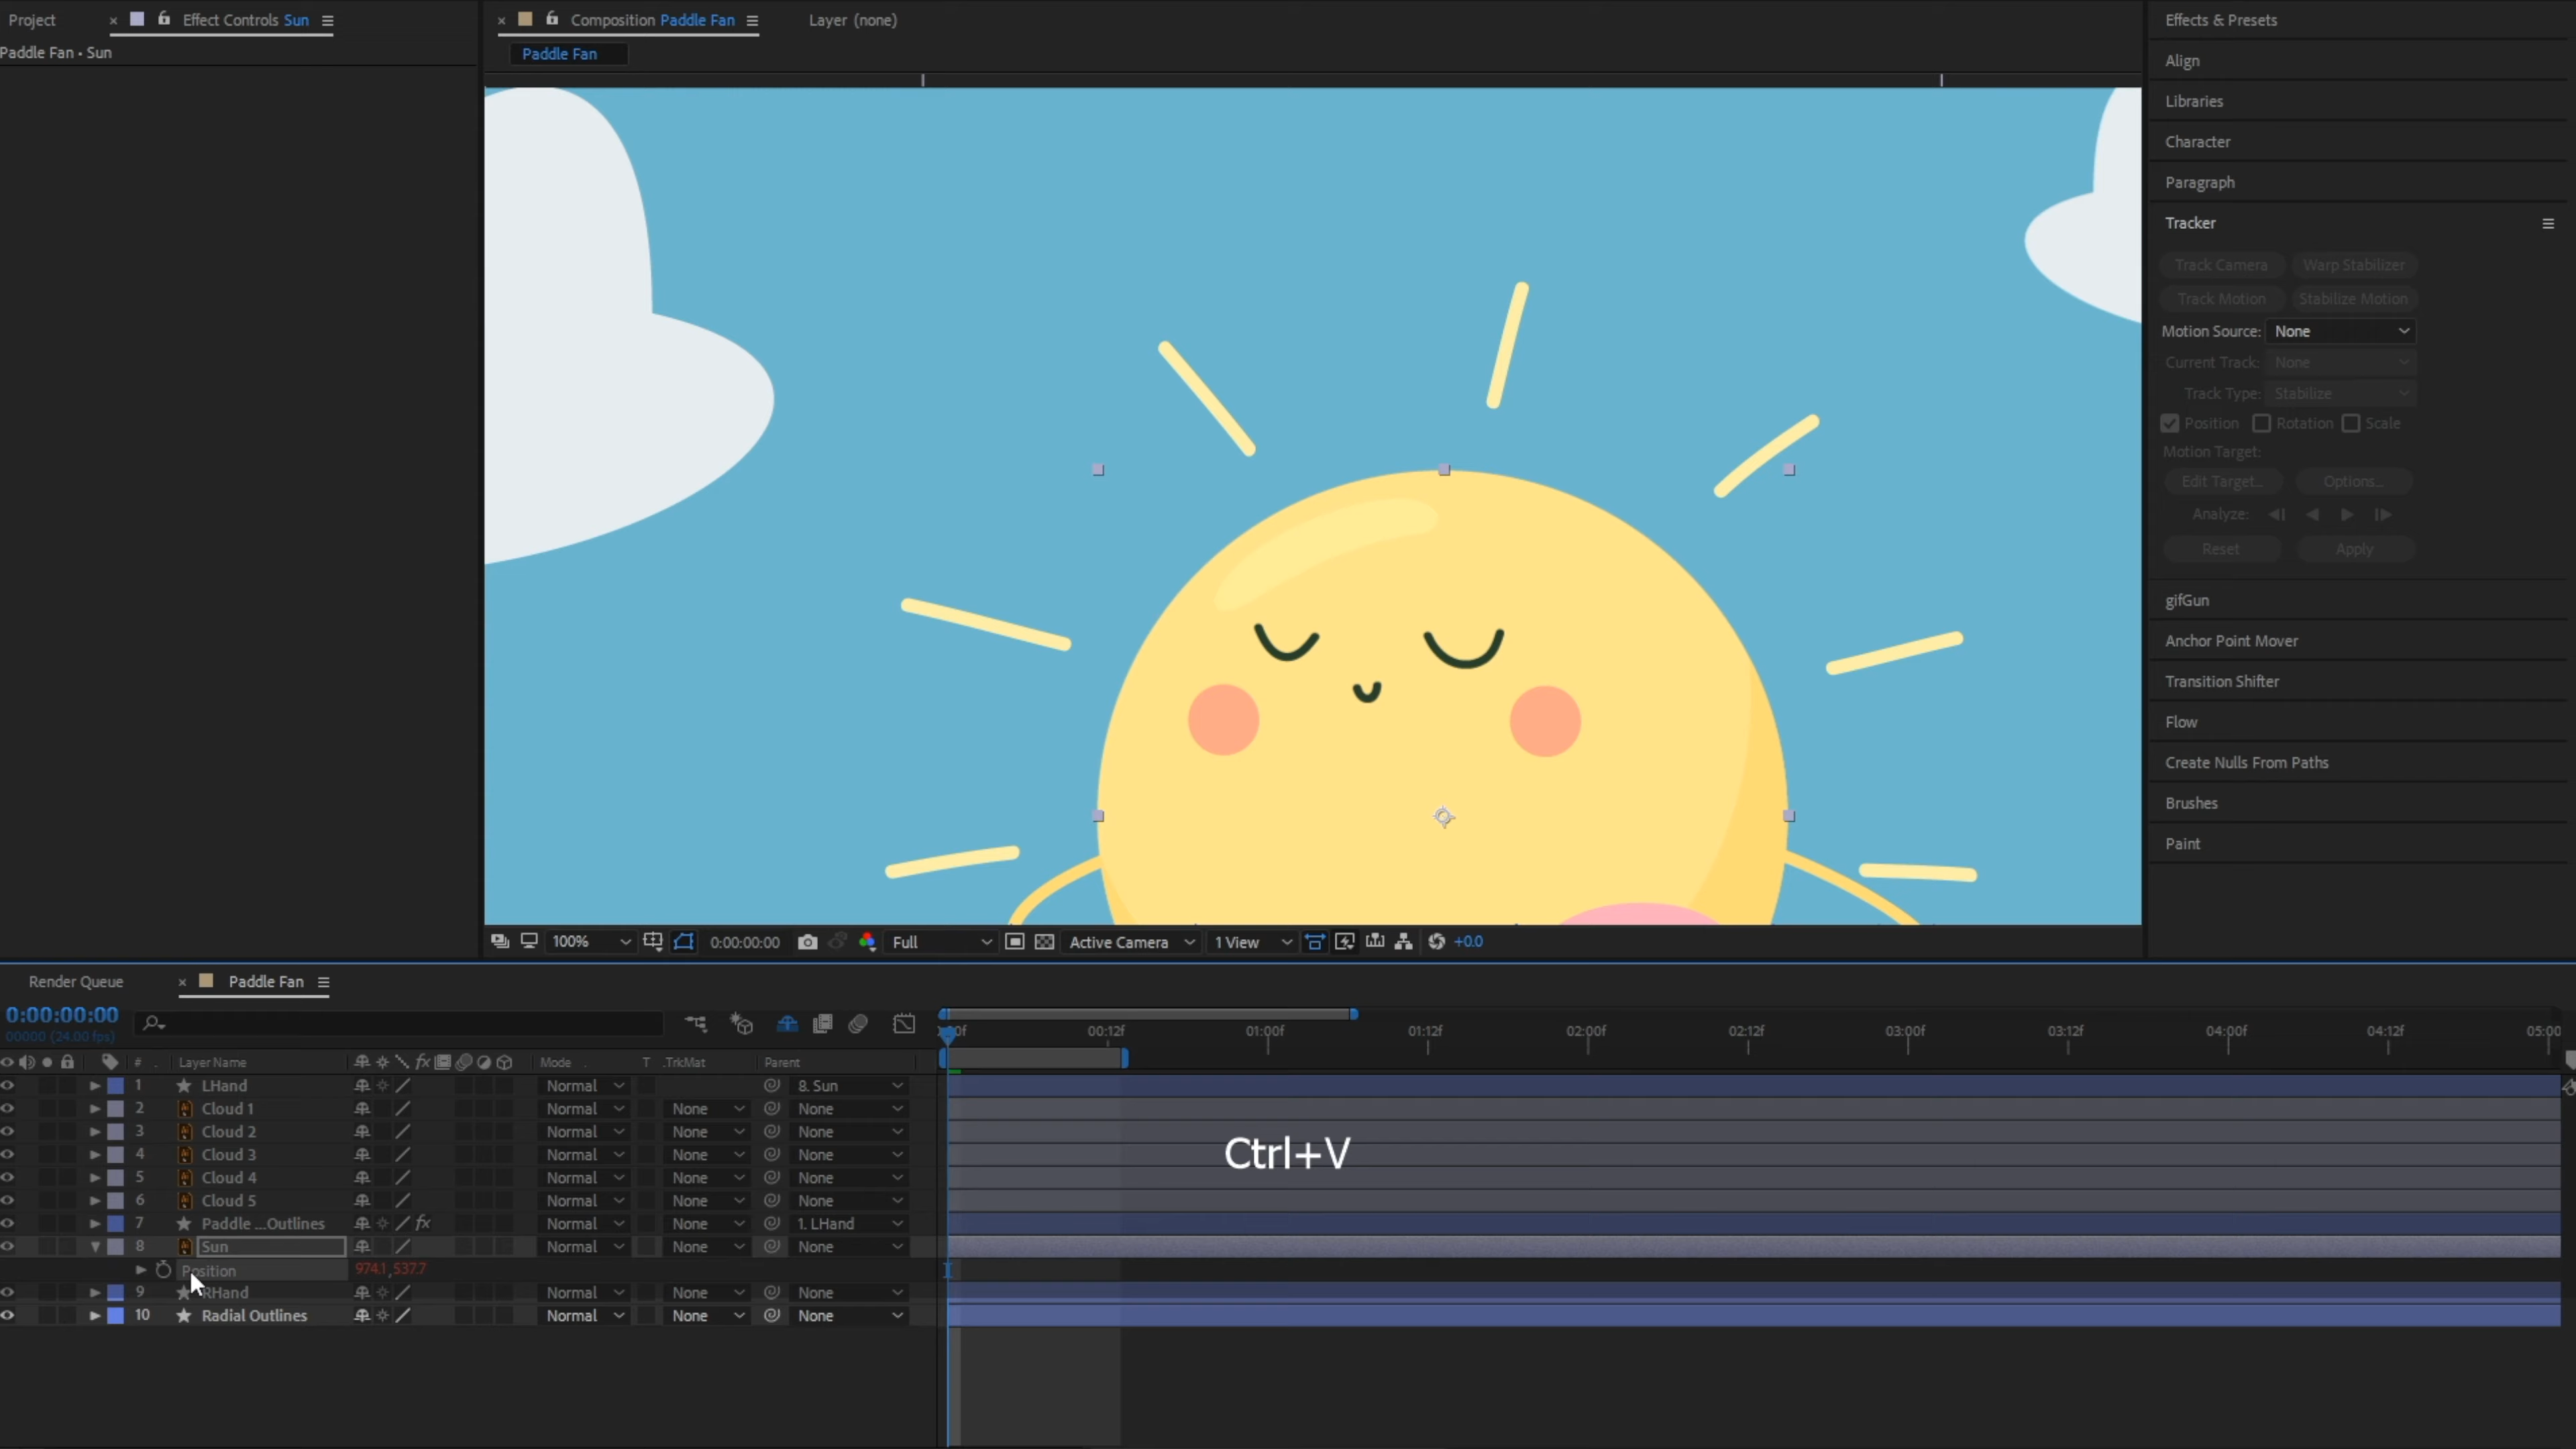 Project
Effect Controls Sun
Composition Paddle Fan
Layer (none)
Effects & Presets
Paddle Fan • Sun
Paddle Fan
Align
Libraries
Character
Paragraph
Tracker
Track Camera
Warp Stabilizer
Track Motion
Stabilize Motion
Motion Source: None
Current Track: None
Track Type: Stabilize
Position Rotation Scale
Motion Target:
Edit Target...
Options...
Analyze:
Reset
Apply
gifGun
Anchor Point Mover
Transition Shifter
Flow
Create Nulls From Paths
Brushes
Paint
100%
0:00:00:00
Full
Active Camera
1 View
+0.0
Render Queue
Paddle Fan
0:00:00:00
00000 (24.00 fps)
00:12f 01:00f 01:12f 02:00f 02:12f 03:00f 03:12f 04:00f 04:12f 05:00
# . Layer Name fx Mode . T .TrkMat Parent
1 LHand Normal 8. Sun
2 Cloud 1 Normal None None
3 Cloud 2 Normal None None
4 Cloud 3 Normal None None
5 Cloud 4 Normal None None
6 Cloud 5 Normal None None
7 Paddle ...Outlines fx Normal None 1. LHand
8 Sun Normal None None
Position 974.1,537.7
9 RHand Normal None None
10 Radial Outlines Normal None None
Ctrl+V